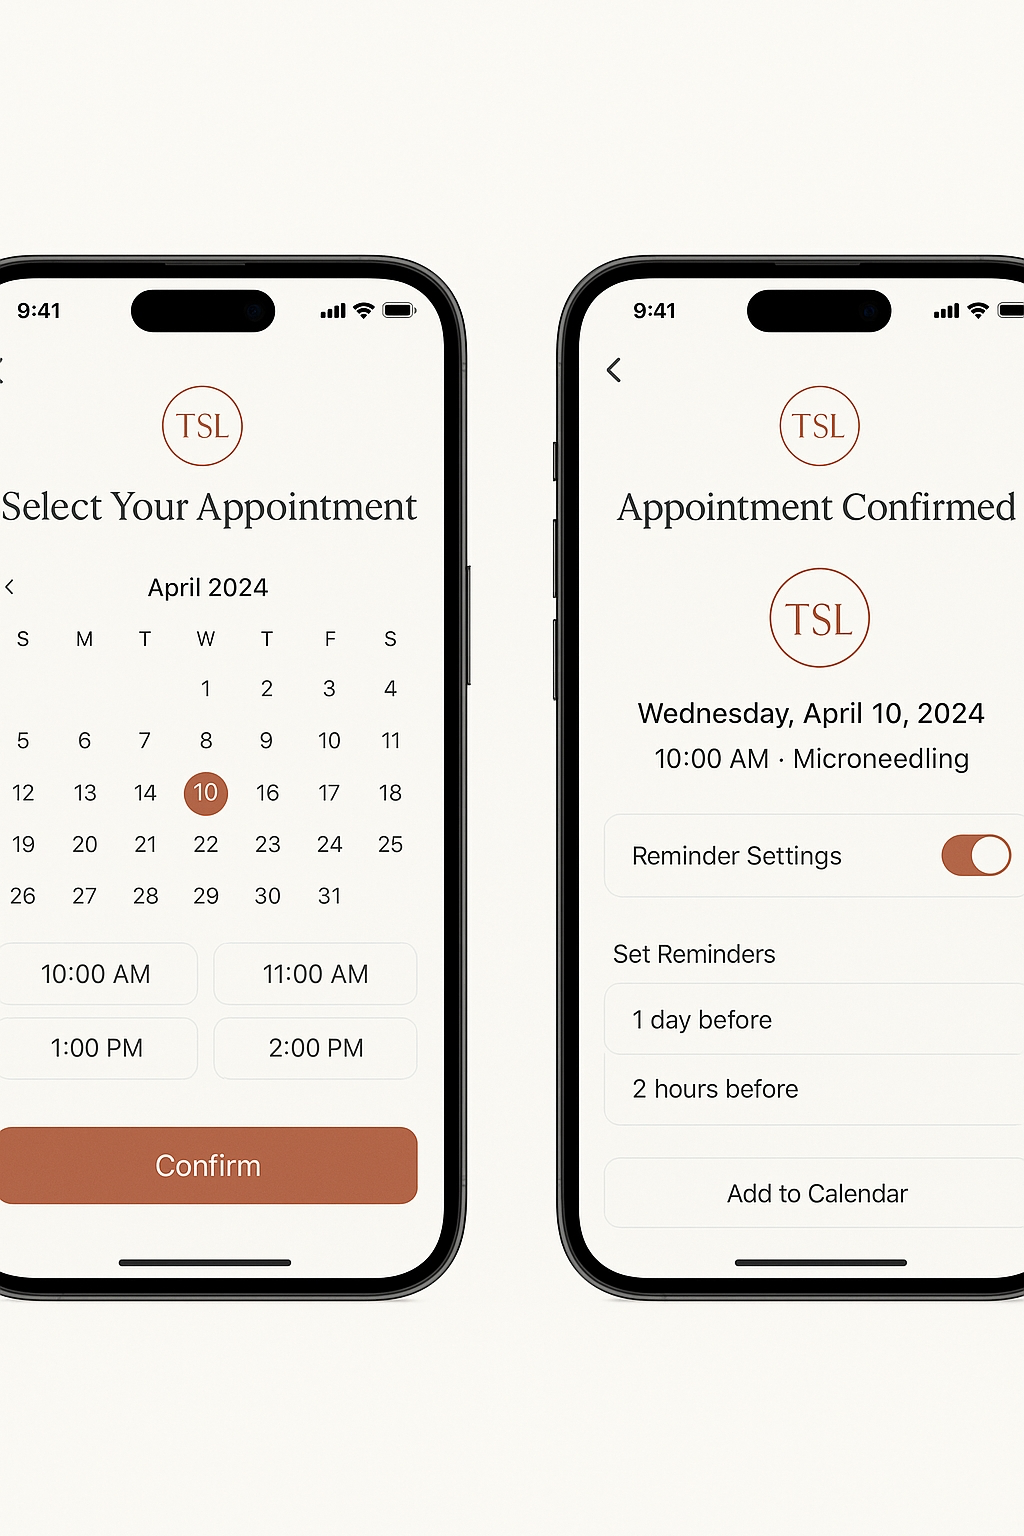 9:41
TSL
Select Your Appointment
April 2024
S M T W T F S
1 2 3 4
5 6 7 8 9 10 11
12 13 14 10 16 17 18
19 20 21 22 23 24 25
26 27 28 29 30 31
10:00 AM 11:00 AM
1:00 PM 2:00 PM
Confirm
9:41
TSL
Appointment Confirmed
TSL
Wednesday, April 10, 2024
10:00 AM · Microneedling
Reminder Settings
Set Reminders
1 day before
2 hours before
Add to Calendar